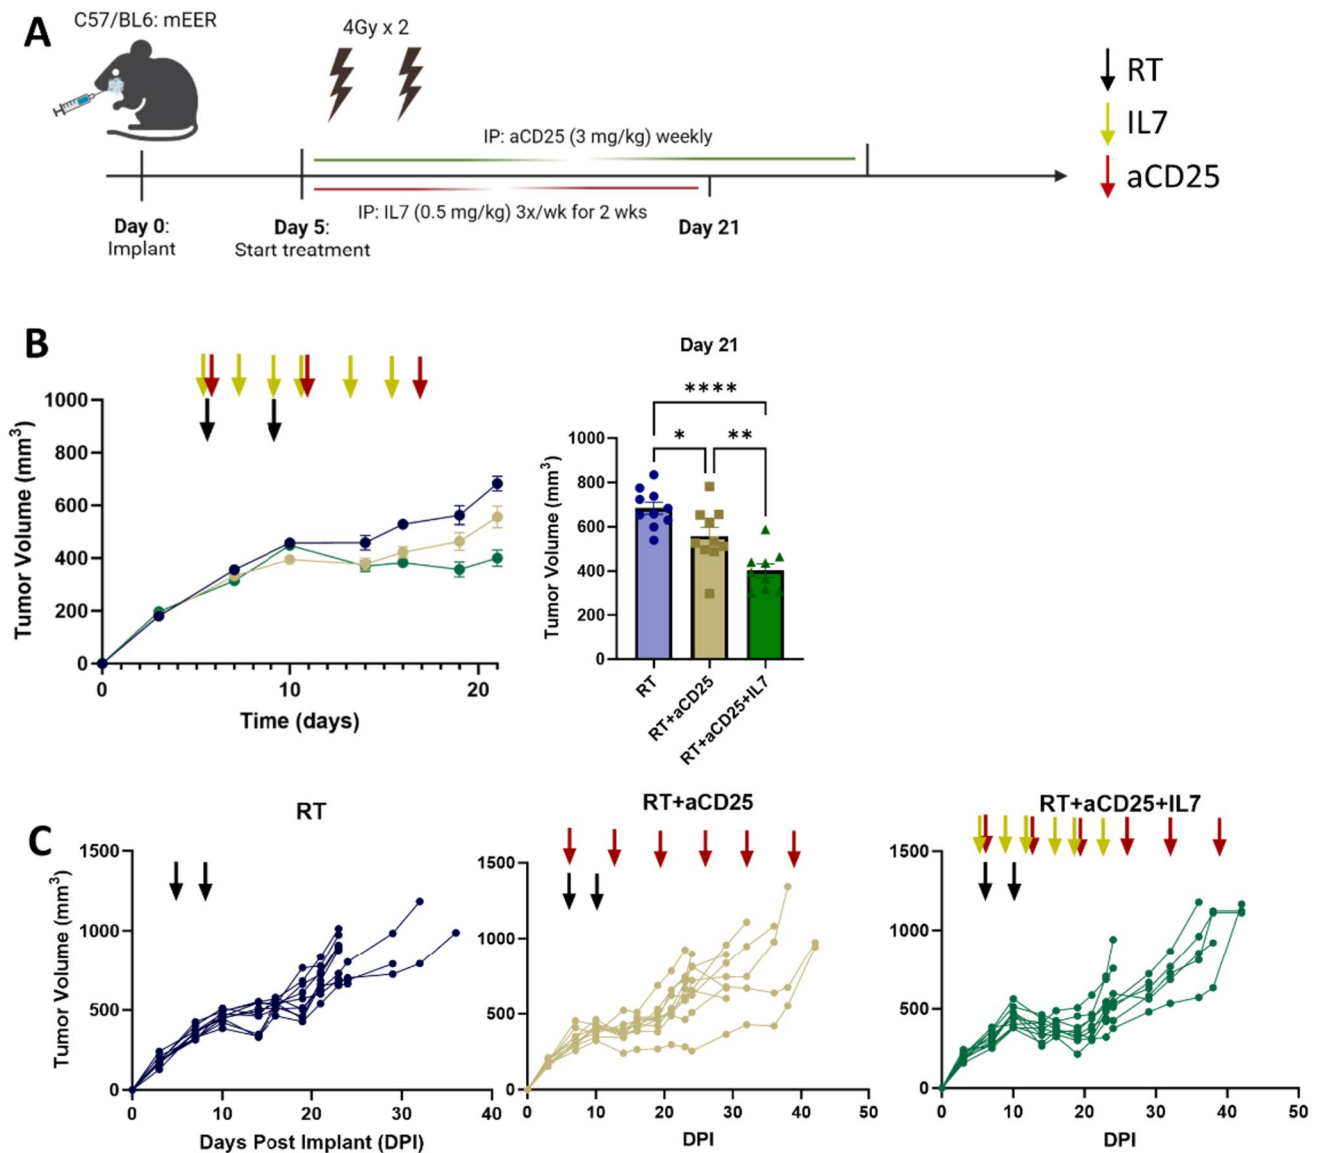 A
C57/BL6: mEER
4Gy x 2
IP: aCD25 (3 mg/kg) weekly
IP: IL7 (0.5 mg/kg) 3x/wk for 2 wks
Day 0:
Implant
Day 5:
Start treatment
Day 21
RT
IL7
aCD25
B
Tumor Volume (mm³)
1000
800
600
400
200
0
0
10
20
Time (days)
Day 21
****
*
**
Tumor Volume (mm³)
1000
800
600
400
200
0
RT
RT+aCD25
RT+aCD25+IL7
C
RT
Tumor Volume (mm³)
1500
1000
500
0
0
10
20
30
40
Days Post Implant (DPI)
RT+aCD25
1500
1000
500
0
0
10
20
30
40
50
DPI
RT+aCD25+IL7
1500
1000
500
0
0
10
20
30
40
50
DPI